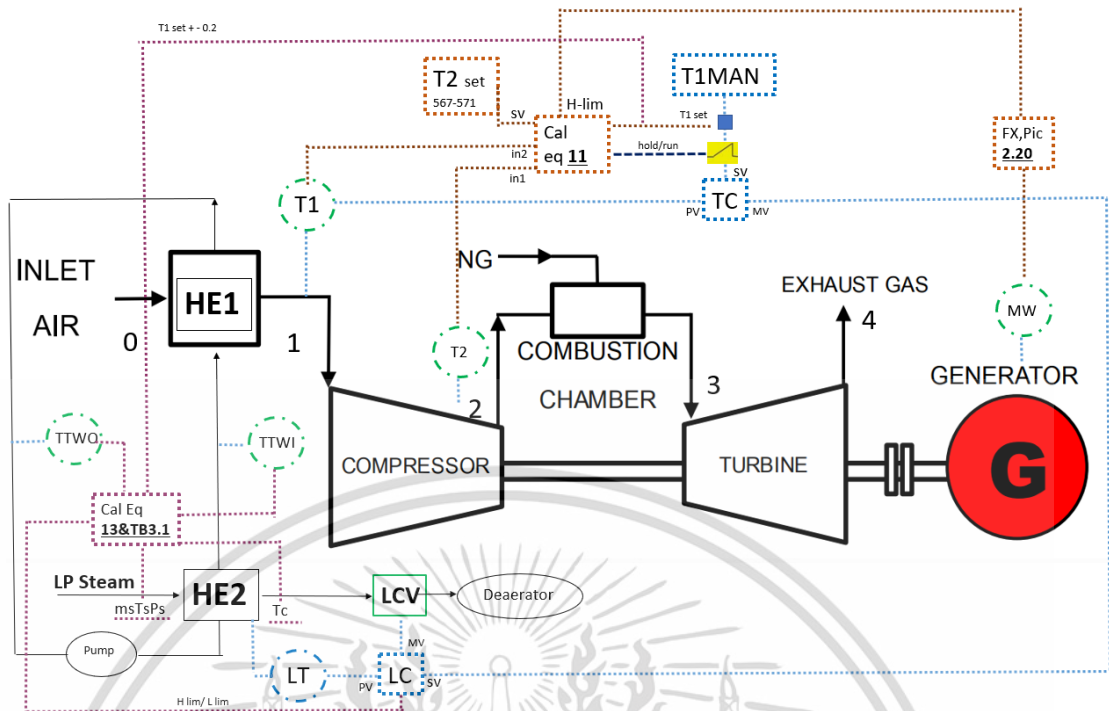 T1 set + - 0.2
T2 set
567-571
SV
H-lim
Cal
eq 11
in2
in1
T1 set
hold/run
T1MAN
SV
PV
TC
MV
FX,Pic
2.20
T1
INLET
AIR
0
HE1
1
NG
COMBUSTION
CHAMBER
T2
2
3
EXHAUST GAS
4
MW
GENERATOR
G
COMPRESSOR
TURBINE
TTWO
TTWI
Cal Eq
13&TB3.1
LP Steam
msTsPs
HE2
Tc
LCV
Deaerator
Pump
MV
LT
PV
LC
SV
H lim/ L lim